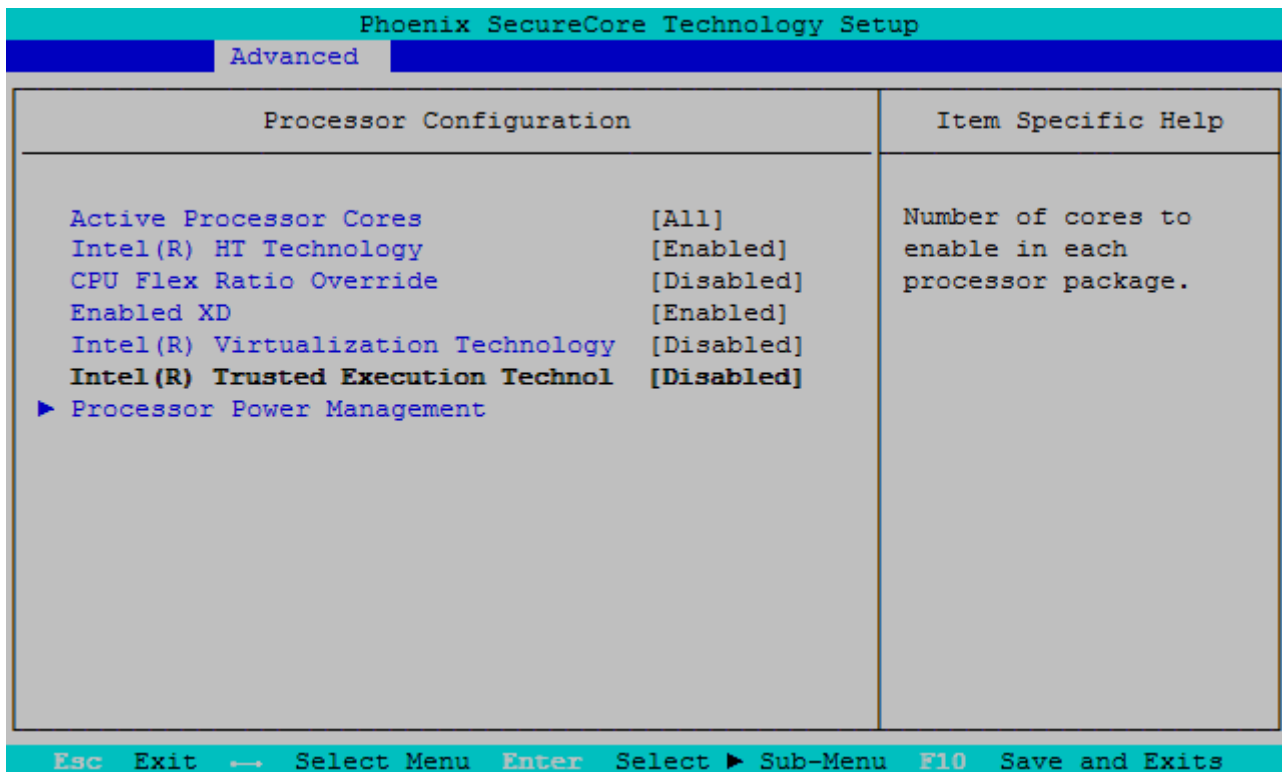 Phoenix SecureCore Technology Setup
Advanced
Processor Configuration
Item Specific Help
Active Processor Cores [All]
Intel(R) HT Technology [Enabled]
CPU Flex Ratio Override [Disabled]
Enabled XD [Enabled]
Intel(R) Virtualization Technology [Disabled]
Intel(R) Trusted Execution Technol [Disabled]
► Processor Power Management
Number of cores to
enable in each
processor package.
Esc Exit ←→ Select Menu Enter Select ► Sub-Menu F10 Save and Exits